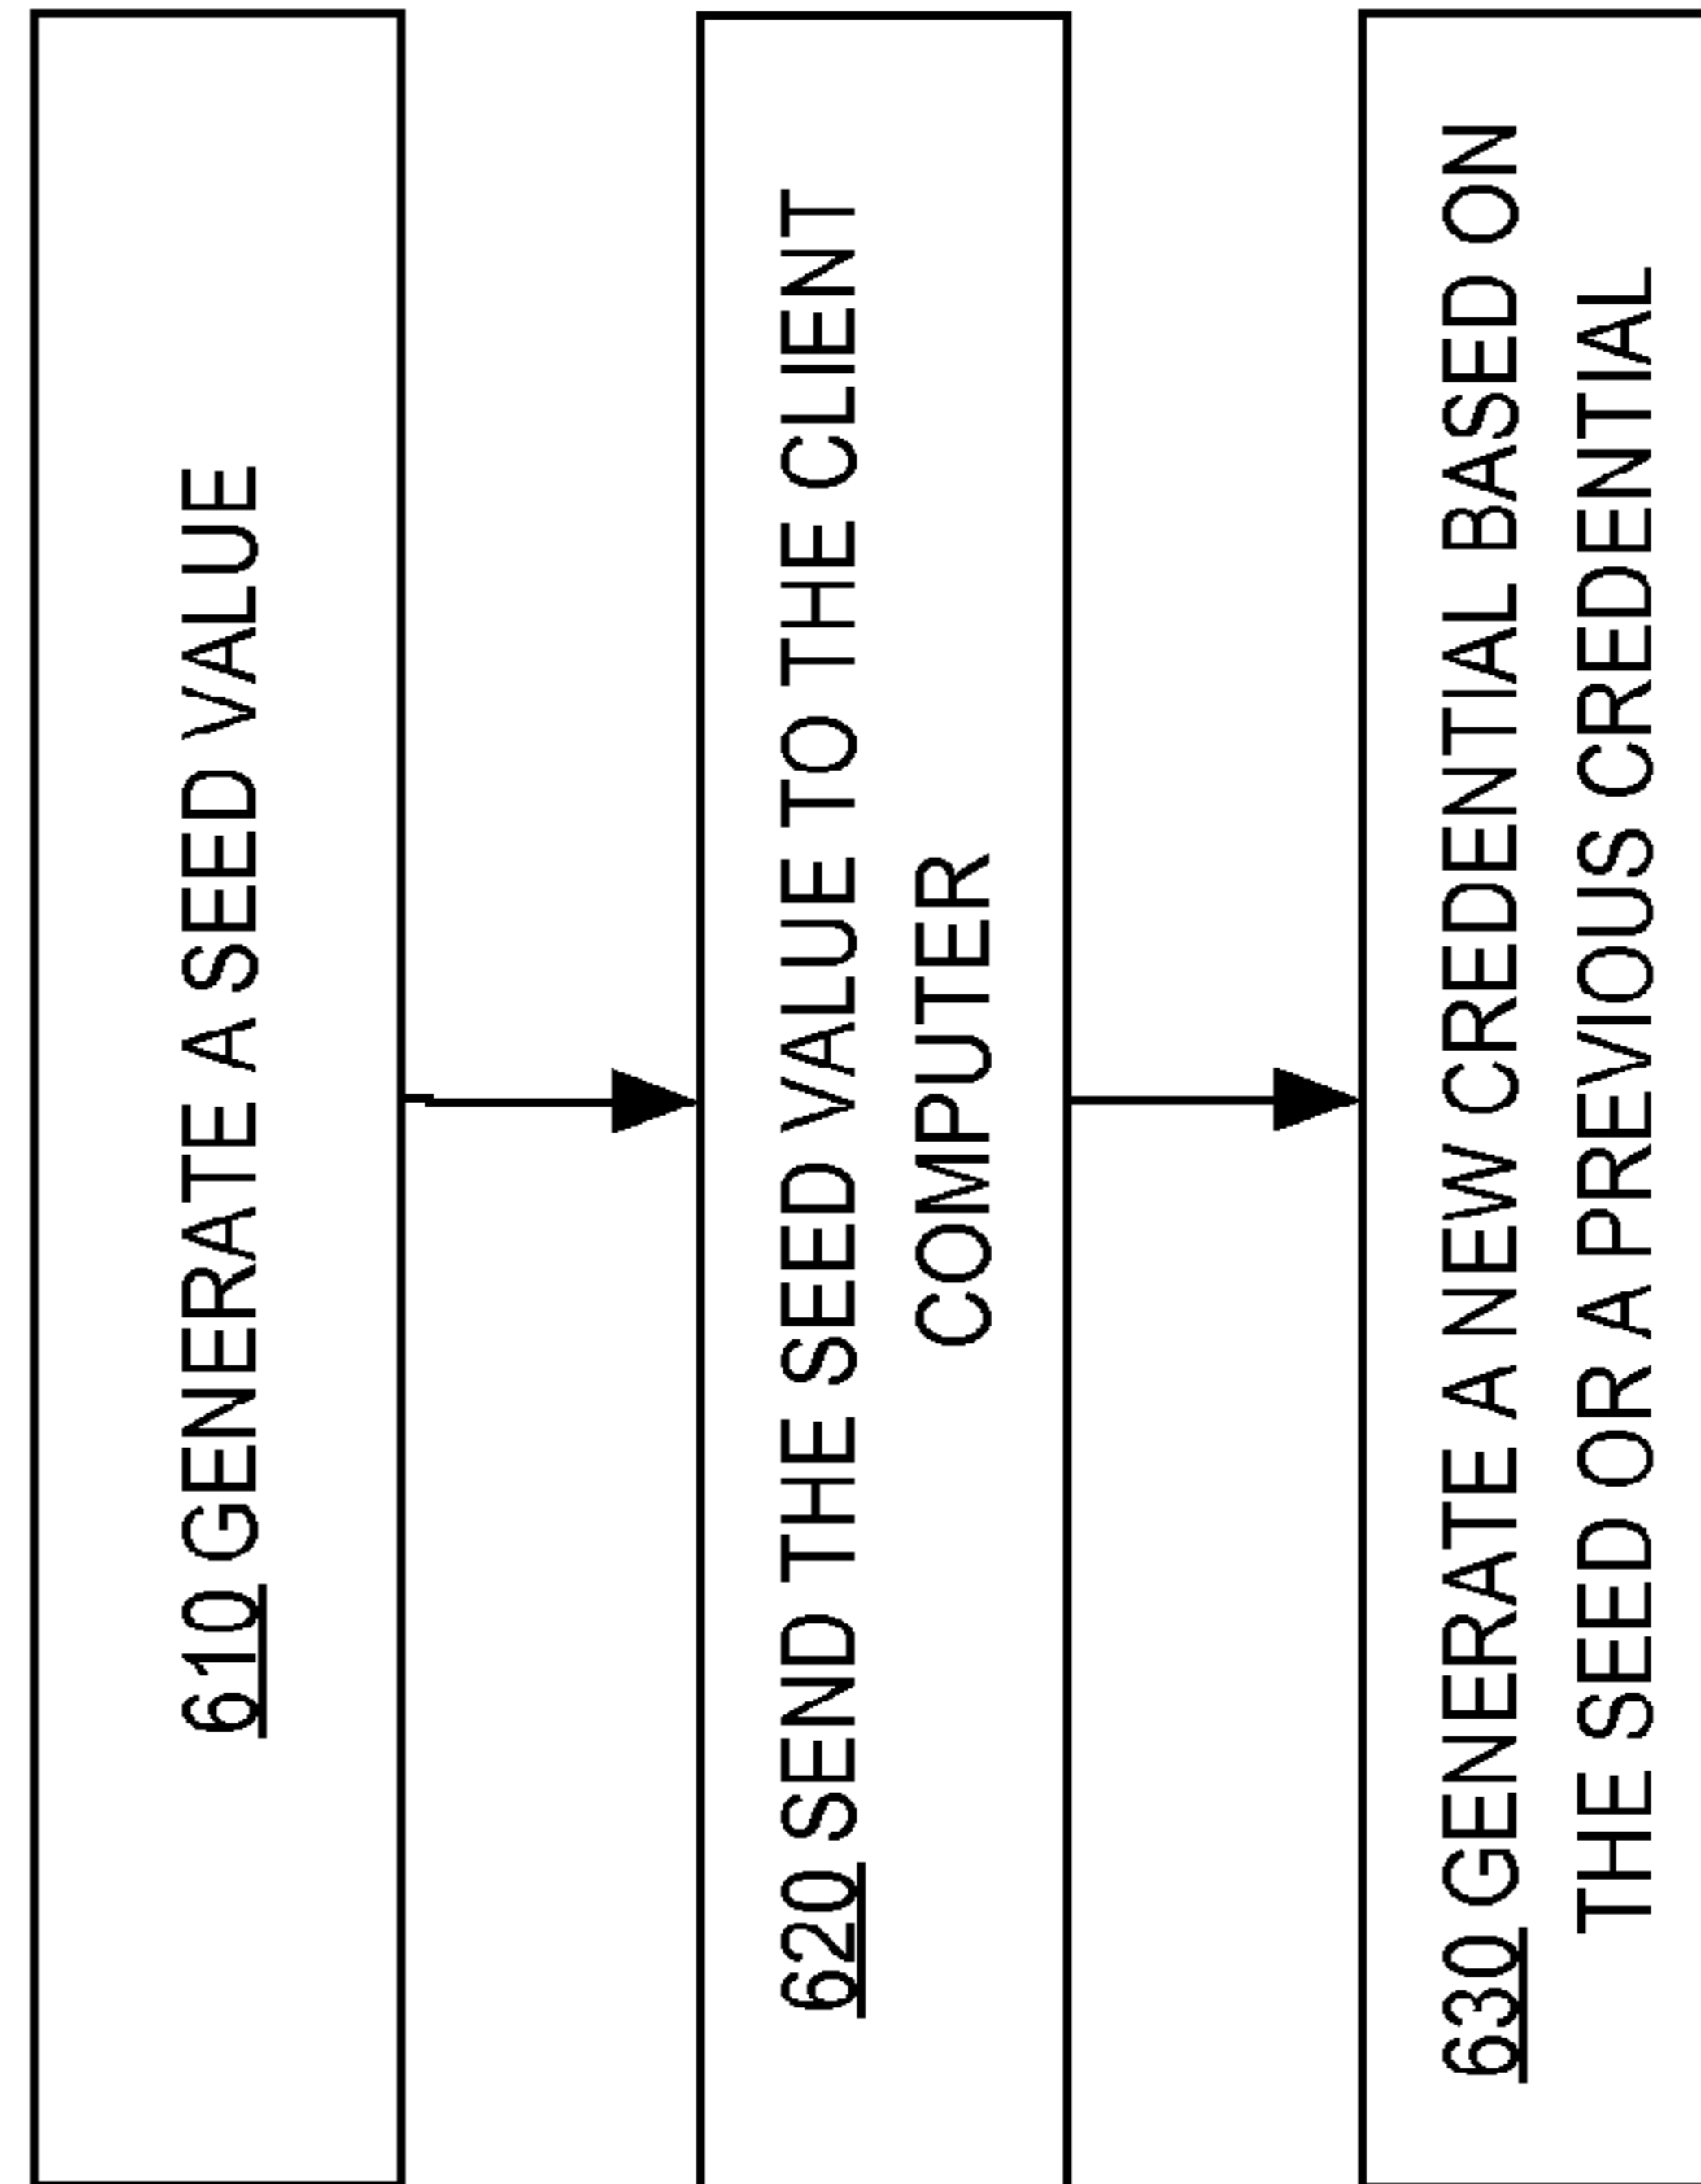 610 GENERATE A SEED VALUE
620 SEND THE SEED VALUE TO THE CLIENT
COMPUTER
630 GENERATE A NEW CREDENTIAL BASED ON
THE SEED OR A PREVIOUS CREDENTIAL